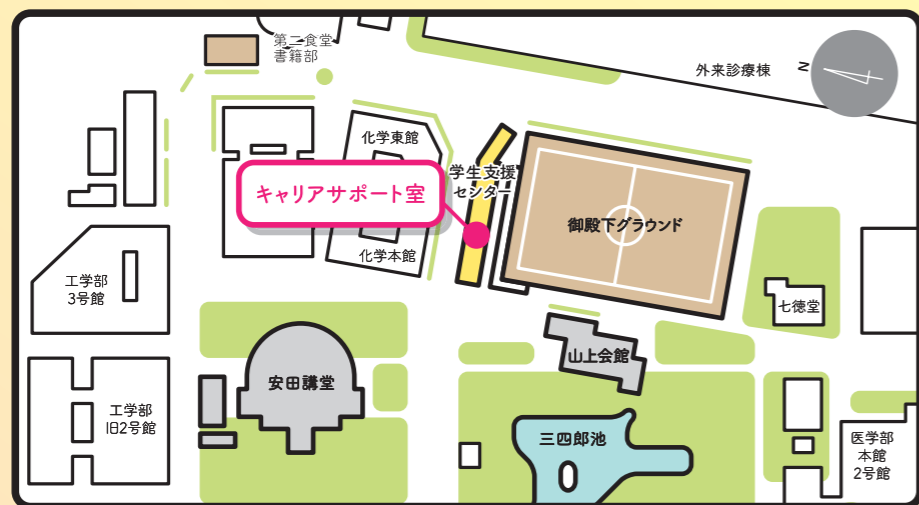 第二食堂
書籍部
外来診療棟
N
化学東館
学生支援
センター
キャリアサポート室
御殿下グラウンド
化学本館
工学部
3号館
七徳堂
山上会館
安田講堂
工学部
旧2号館
三四郎池
医学部
本館
2号館